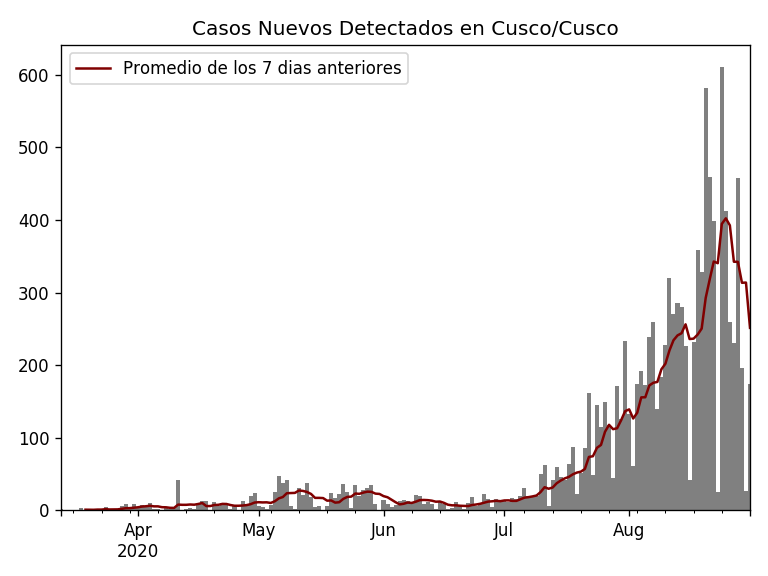 Casos Nuevos Detectados en Cusco/Cusco
Promedio de los 7 dias anteriores
600
500
400
300
200
100
0
Apr
2020
May
Jun
Jul
Aug